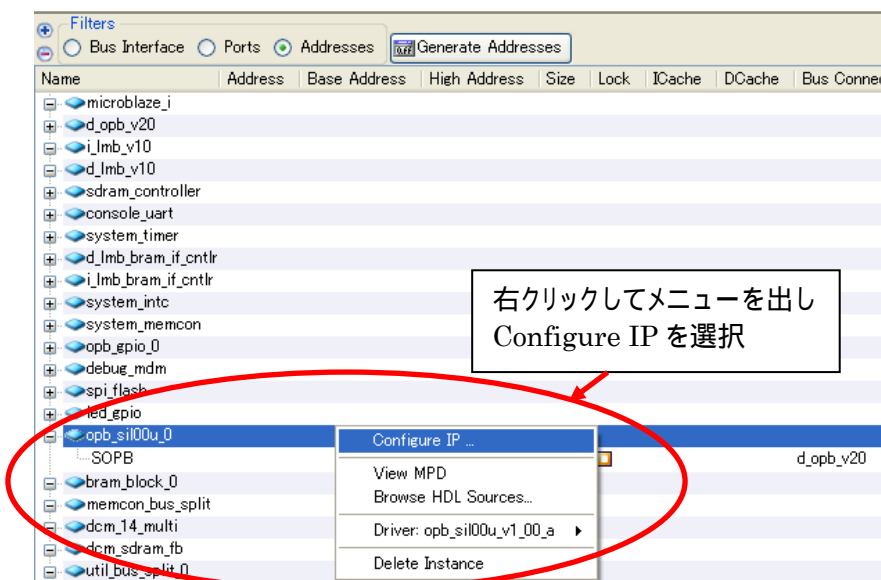 Filters
Bus Interface Ports Addresses Generate Addresses
Name Address Base Address High Address Size Lock ICache DCache Bus Connec
microblaze_i
d_opb_v20
i_lmb_v10
d_lmb_v10
sdram_controller
console_uart
system_timer
d_lmb_bram_if_cntlr
i_lmb_bram_if_cntlr
system_intc
system_memcon
opb_gpio_0
debug_mdm
spi_flash
led_gpio
opb_sil00u_0
SOPB d_opb_v20
bram_block_0
memcon_bus_split
dcm_14_multi
dcm_sdram_fb
util_bus_split_0
右クリックしてメニューを出し
Configure IP を選択
Configure IP ...
View MPD
Browse HDL Sources...
Driver: opb_sil00u_v1_00_a
Delete Instance